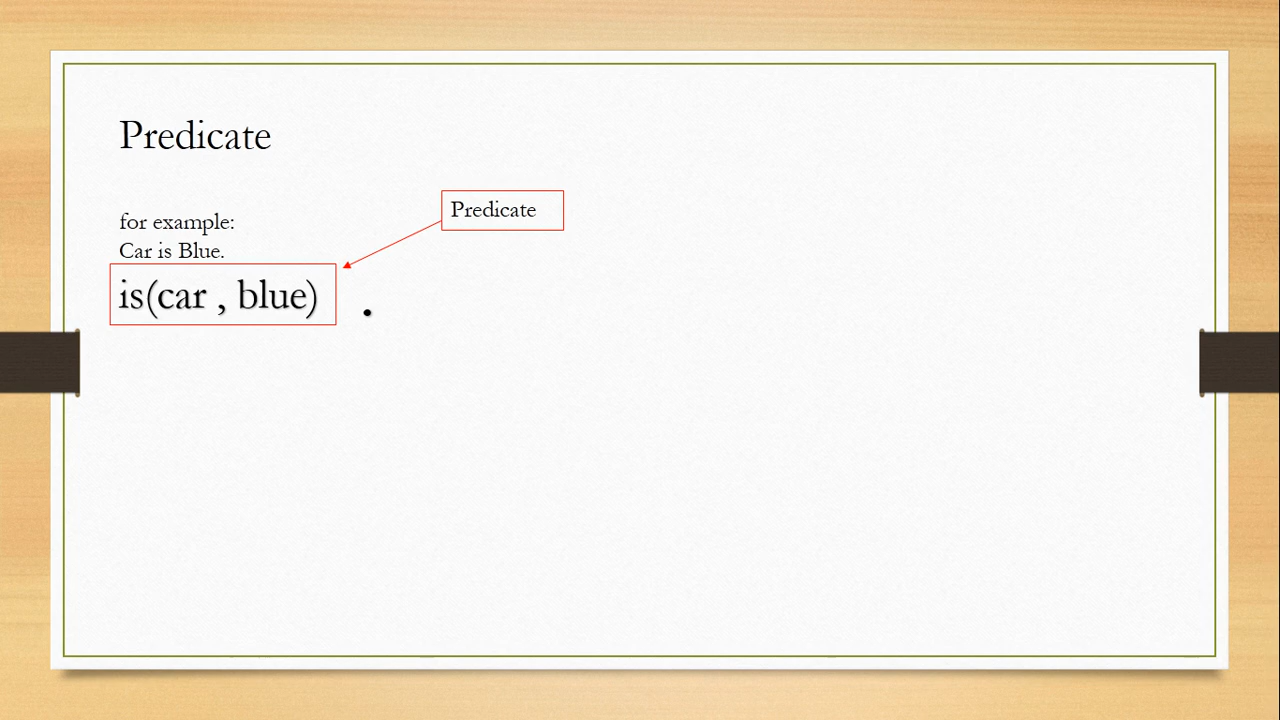 Predicate
Predicate
for example:
Car is Blue.
is(car , blue) .